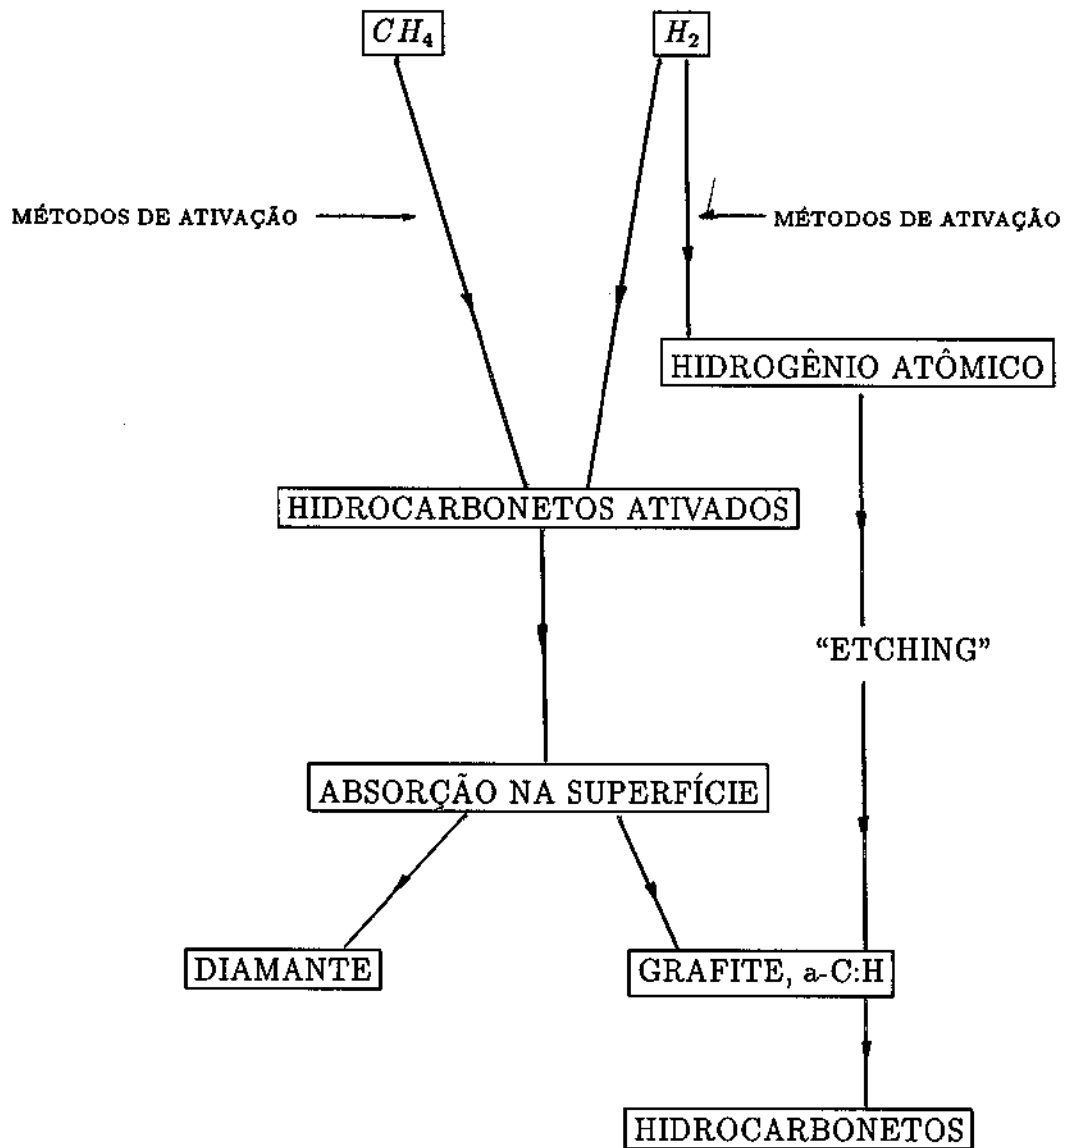 CH₄
H₂
MÉTODOS DE ATIVAÇÃO
MÉTODOS DE ATIVAÇÃO
HIDROGÊNIO ATÔMICO
HIDROCARBONETOS ATIVADOS
“ETCHING”
ABSORÇÃO NA SUPERFÍCIE
DIAMANTE
GRAFITE, a-C:H
HIDROCARBONETOS